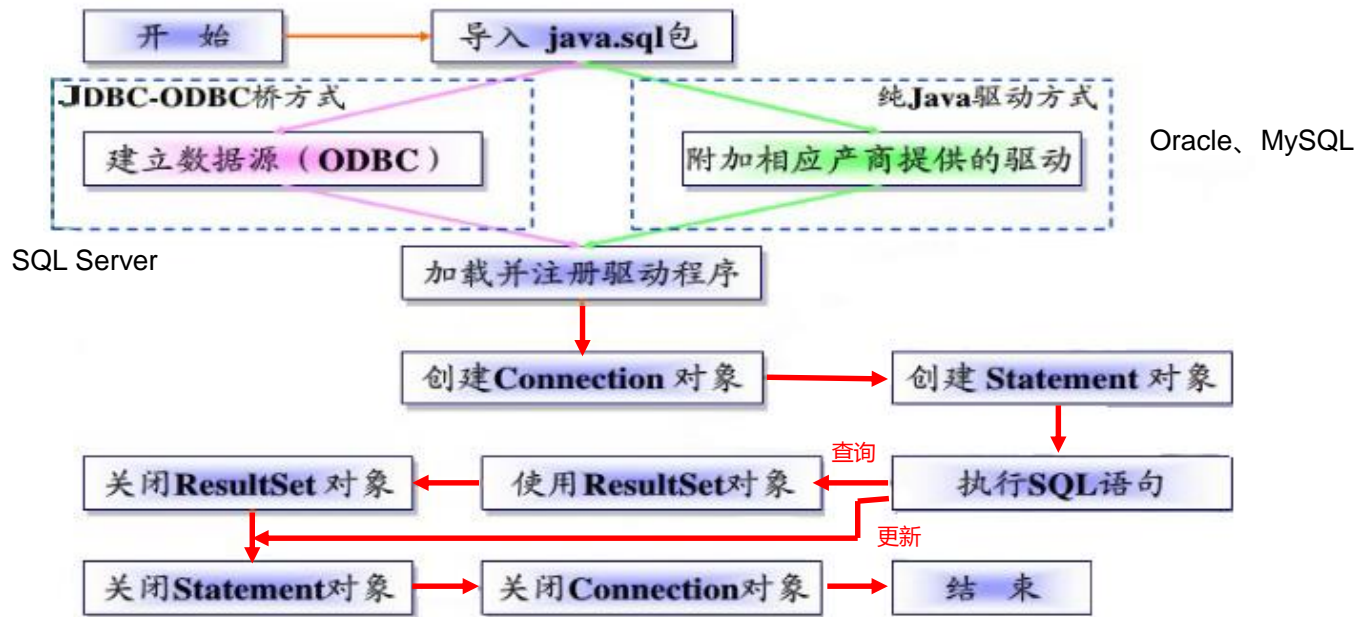 开 始
导入 java.sql包
JDBC-ODBC桥方式
纯Java驱动方式
建立数据源（ODBC）
附加相应产商提供的驱动
Oracle、MySQL
SQL Server
加载并注册驱动程序
创建Connection 对象
创建 Statement 对象
查询
关闭ResultSet 对象
使用ResultSet对象
执行SQL语句
更新
关闭Statement对象
关闭Connection对象
结 束